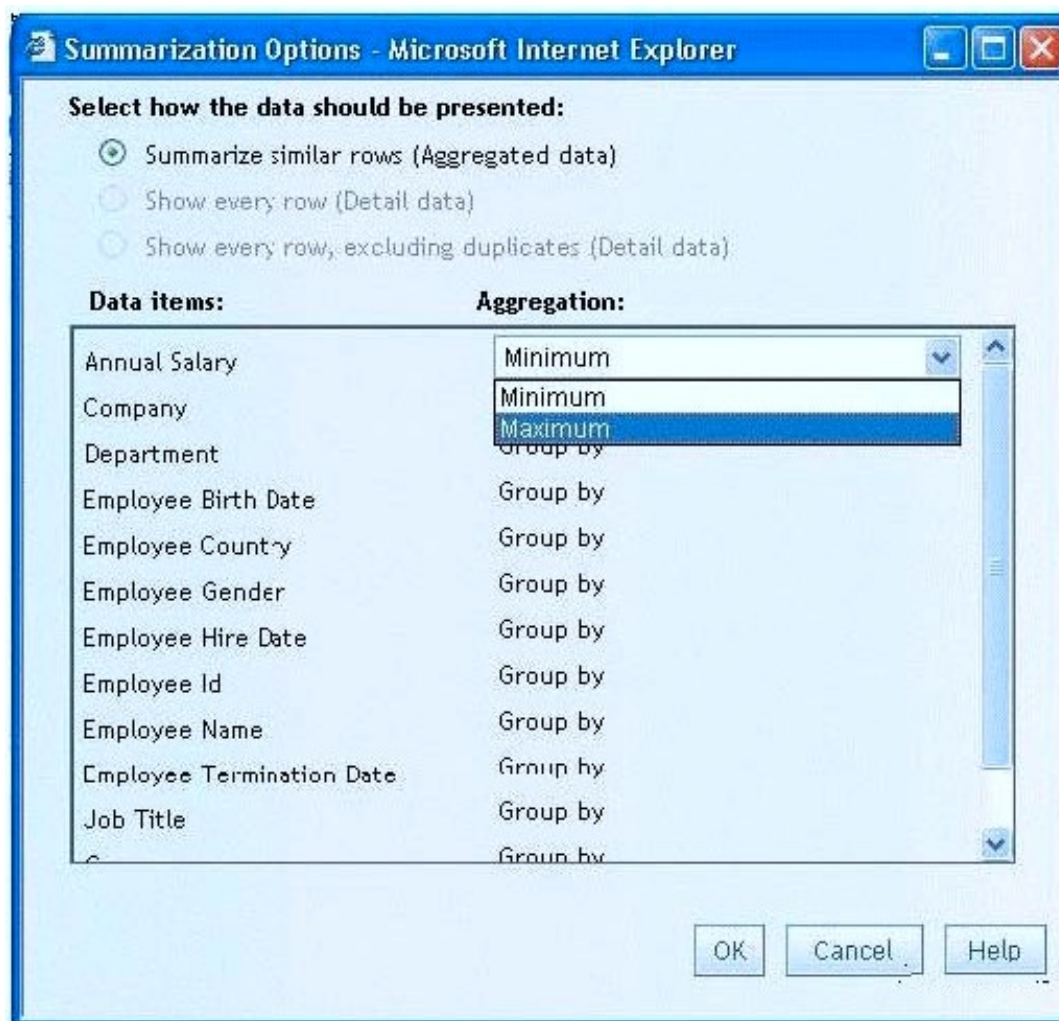 Summarization Options - Microsoft Internet Explorer
Select how the data should be presented:
Summarize similar rows (Aggregated data)
Show every row (Detail data)
Show every row, excluding duplicates (Detail data)
Data items: Aggregation:
Annual Salary Minimum
Minimum
Company
Maximum
Department Group by
Employee Birth Date Group by
Employee Country Group by
Employee Gender Group by
Employee Hire Date Group by
Employee Id Group by
Employee Name Group by
Employee Termination Date Group by
Job Title Group by
Group by
OK Cancel Help